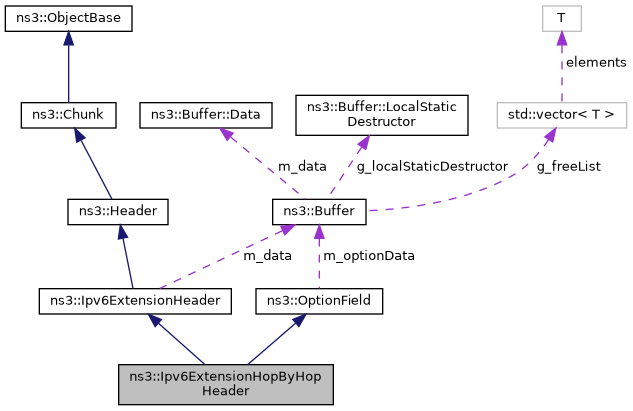 ns3::ObjectBase
T
elements
ns3::Chunk
ns3::Buffer::Data
ns3::Buffer::LocalStatic
Destructor
std::vector< T >
m_data
g_localStaticDestructor
g_freeList
ns3::Header
ns3::Buffer
m_data
m_optionData
ns3::Ipv6ExtensionHeader
ns3::OptionField
ns3::Ipv6ExtensionHopByHop
Header